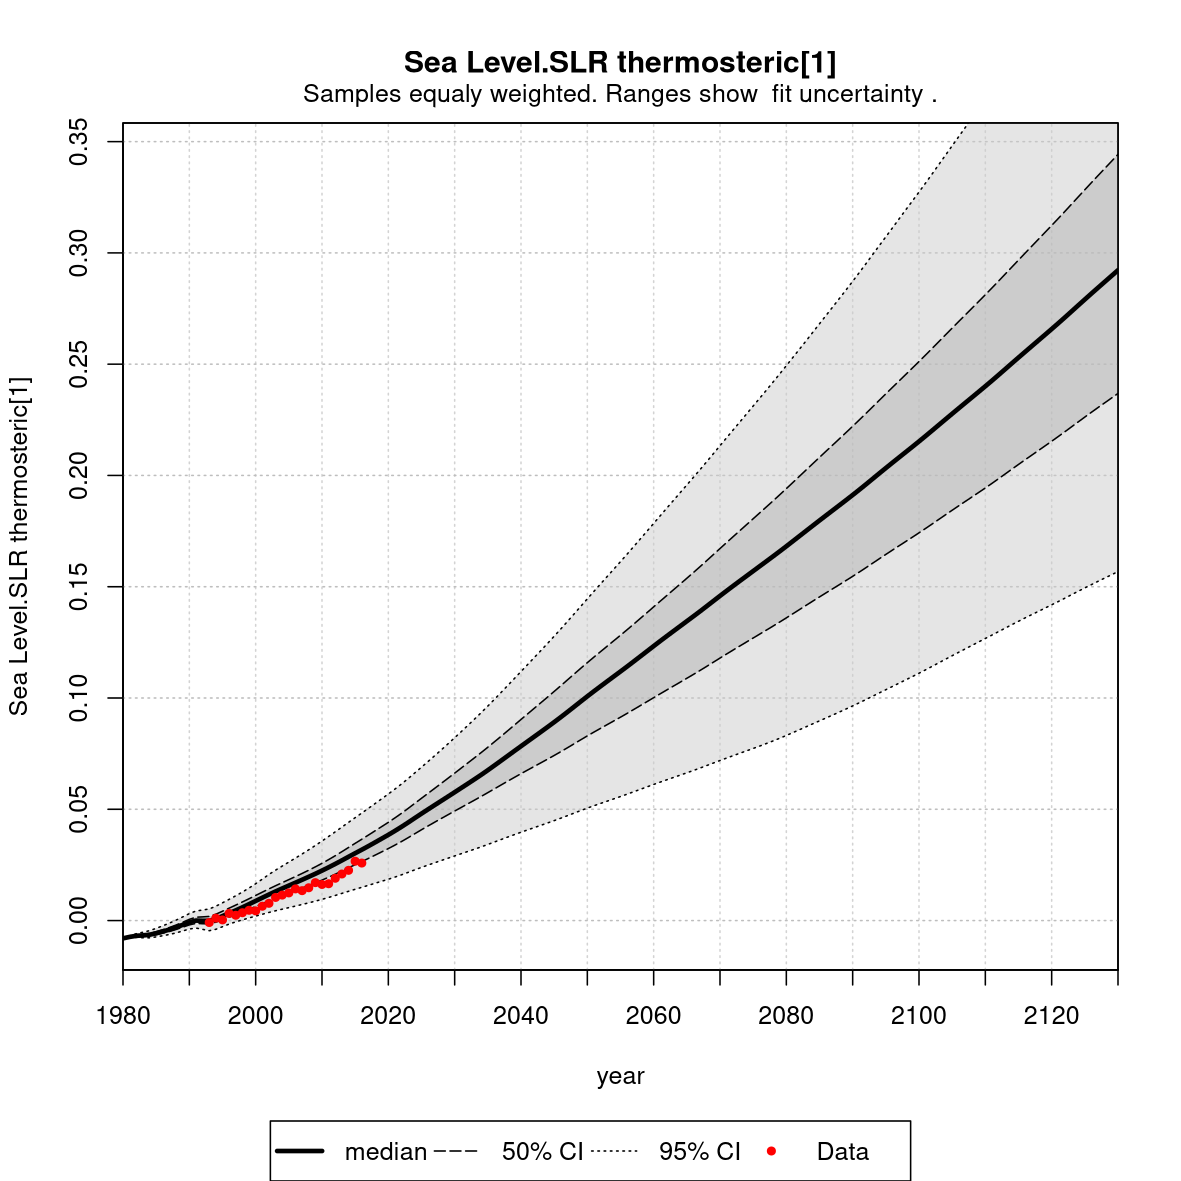 Sea Level.SLR thermosteric[1]
Samples equaly weighted. Ranges show  fit uncertainty .
Sea Level.SLR thermosteric[1]
0.35
0.30
0.25
0.20
0.15
0.10
0.05
0.00
1980 2000 2020 2040 2060 2080 2100 2120
year
median 50% CI 95% CI Data